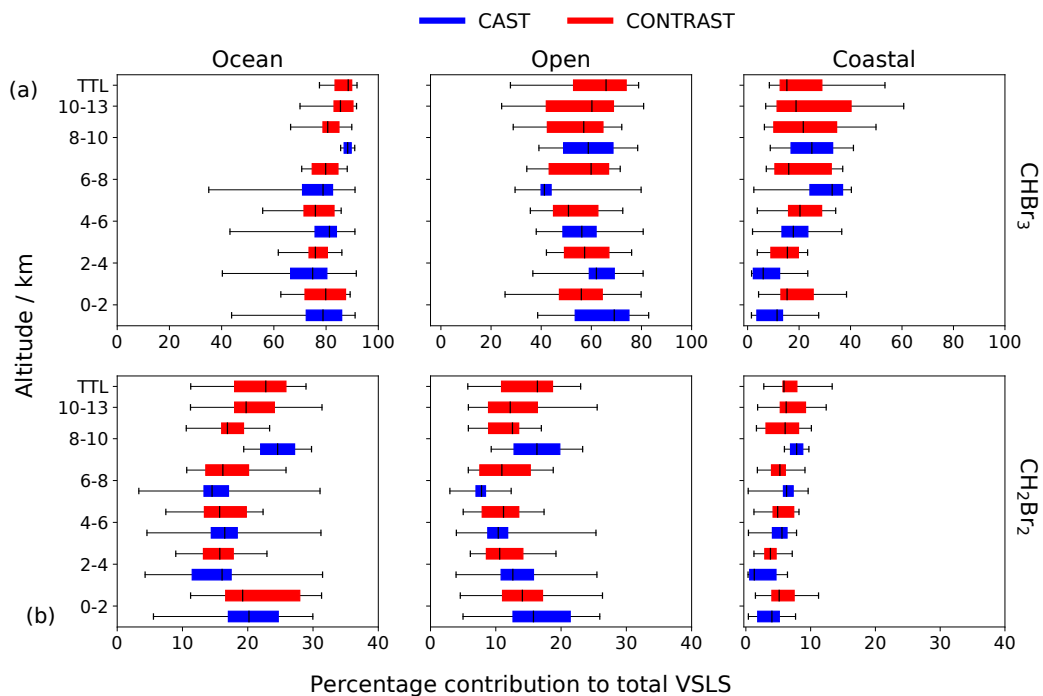 CAST CONTRAST
Ocean Open Coastal
(a)
TTL
10-13
8-10
6-8
4-6
2-4
0-2
CHBr₃
0 20 40 60 80 100 0 20 40 60 80 100 0 20 40 60 80 100
Altitude / km
TTL
10-13
8-10
6-8
4-6
2-4
0-2
CH₂Br₂
(b)
0 10 20 30 40 0 10 20 30 40 0 10 20 30 40
Percentage contribution to total VSLS